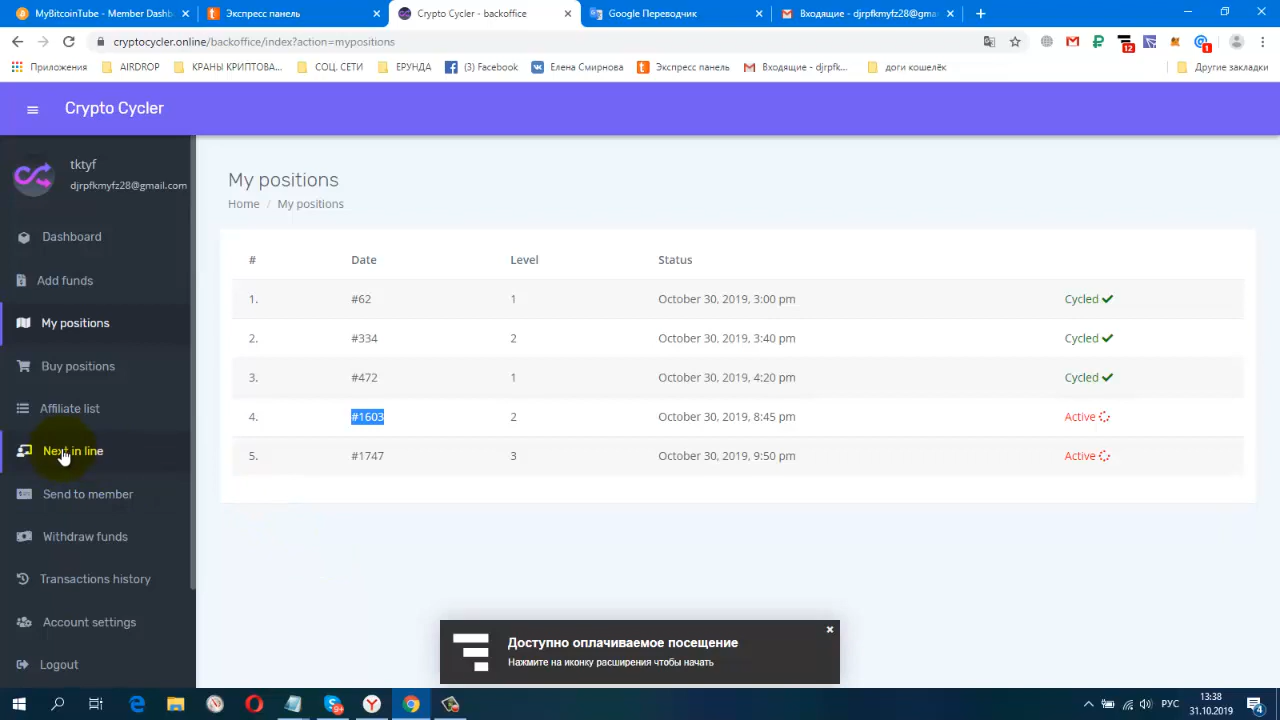 MyBitcoinTube - Member Dashb
Экспресс панель
Crypto Cycler - backoffice
Google Переводчик
Входящие - djrpfkmyfz28@gmai
cryptocycler.online/backoffice/index?action=mypositions
12
1
Приложения
AIRDROP
КРАНЫ КРИПТОВА...
СОЦ. СЕТИ
ЕРУНДА
(3) Facebook
Елена Смирнова
Экспресс панель
Входящие - djrpfk...
доги кошелёк
Другие закладки
Crypto Cycler
tktyf
djrpfkmyfz28@gmail.com
Dashboard
Add funds
My positions
Buy positions
Affiliate list
Next in line
Send to member
Withdraw funds
Transactions history
Account settings
Logout
My positions
Home / My positions
# Date Level Status
1. #62 1 October 30, 2019, 3:00 pm Cycled
2. #334 2 October 30, 2019, 3:40 pm Cycled
3. #472 1 October 30, 2019, 4:20 pm Cycled
4. #1603 2 October 30, 2019, 8:45 pm Active
5. #1747 3 October 30, 2019, 9:50 pm Active
Доступно оплачиваемое посещение
Нажмите на иконку расширения чтобы начать
РУС
13:38
31.10.2019
4